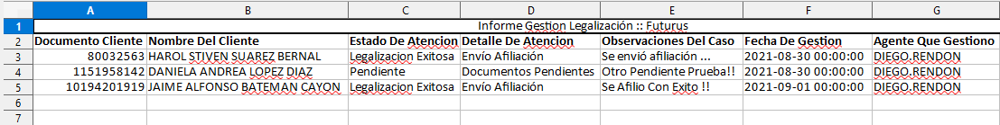 A B C D E F G
1 Informe Gestion Legalización :: Futurus
2 Documento Cliente Nombre Del Cliente Estado De Atencion Detalle De Atencion Observaciones Del Caso Fecha De Gestion Agente Que Gestiono
3 80032563 HAROL STIVEN SUAREZ BERNAL Legalizacion Exitosa Envío Afiliación Se envió afiliación ... 2021-08-30 00:00:00 DIEGO.RENDON
4 1151958142 DANIELA ANDREA LOPEZ DIAZ Pendiente Documentos Pendientes Otro Pendiente Prueba!! 2021-08-30 00:00:00 DIEGO.RENDON
5 10194201919 JAIME ALFONSO BATEMAN CAYON Legalizacion Exitosa Envío Afiliación Se Afilio Con Exito !! 2021-09-01 00:00:00 DIEGO.RENDON
6
7